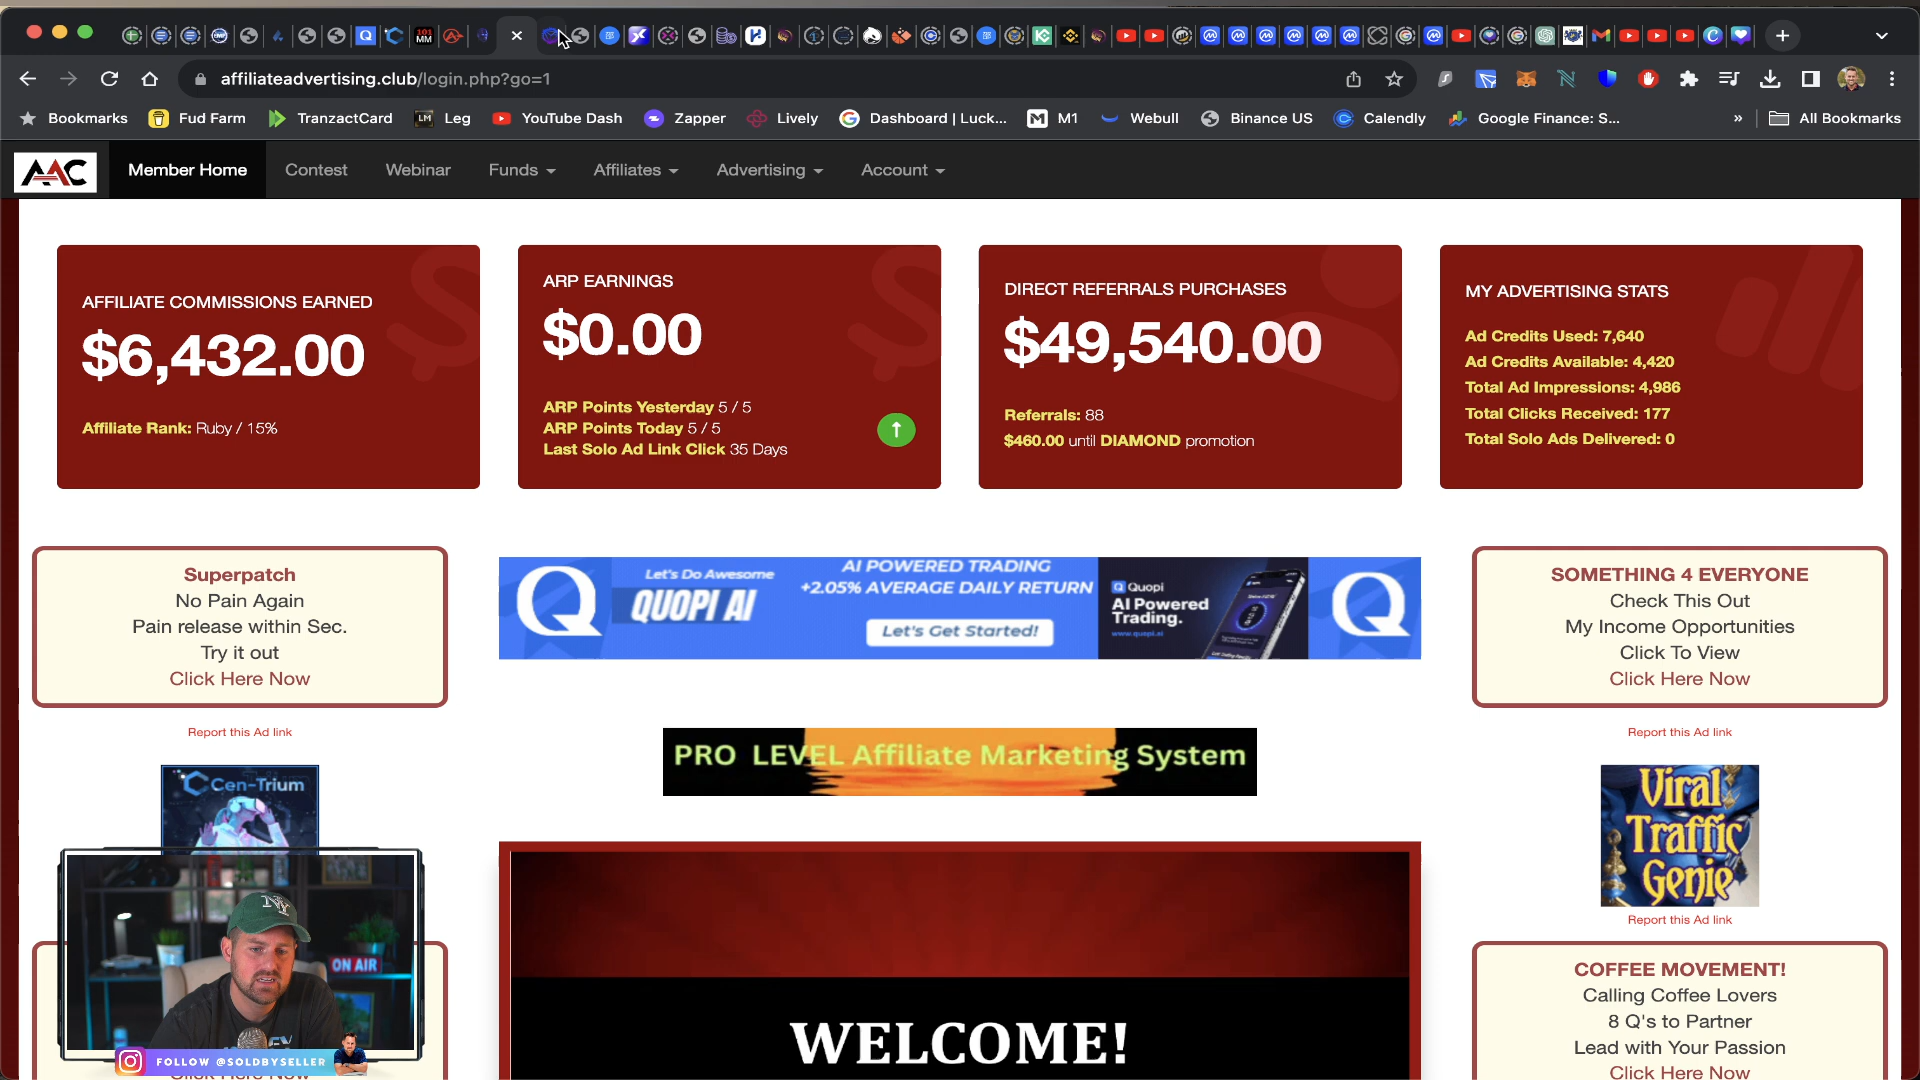 affiliateadvertising.club/login.php?go=1
Bookmarks
Fud Farm
TranzactCard
LM
Leg
YouTube Dash
Zapper
Lively
Dashboard | Luck...
M1
Webull
Binance US
Calendly
Google Finance: S...
»
All Bookmarks
AAC
Member Home
Contest
Webinar
Funds
Affiliates
Advertising
Account
AFFILIATE COMMISSIONS EARNED
$6,432.00
Affiliate Rank: Ruby / 15%
ARP EARNINGS
$0.00
ARP Points Yesterday 5 / 5
ARP Points Today 5 / 5
Last Solo Ad Link Click 35 Days
DIRECT REFERRALS PURCHASES
$49,540.00
Referrals: 88
$460.00 until DIAMOND promotion
MY ADVERTISING STATS
Ad Credits Used: 7,640
Ad Credits Available: 4,420
Total Ad Impressions: 4,986
Total Clicks Received: 177
Total Solo Ads Delivered: 0
Superpatch
No Pain Again
Pain release within Sec.
Try it out
Click Here Now
Report this Ad link
Cen-Trium
Let's Do Awesome
QUOPI AI
AI POWERED TRADING
+2.05% AVERAGE DAILY RETURN
Let's Get Started!
Quopi
AI Powered
Trading.
www.quopi.ai
PRO LEVEL Affiliate Marketing System
WELCOME!
SOMETHING 4 EVERYONE
Check This Out
My Income Opportunities
Click To View
Click Here Now
Report this Ad link
Viral
Traffic
Genie
Report this Ad link
COFFEE MOVEMENT!
Calling Coffee Lovers
8 Q's to Partner
Lead with Your Passion
Click Here Now
NY
ON AIR
FOLLOW @SOLDBYSELLER
Click Here Now